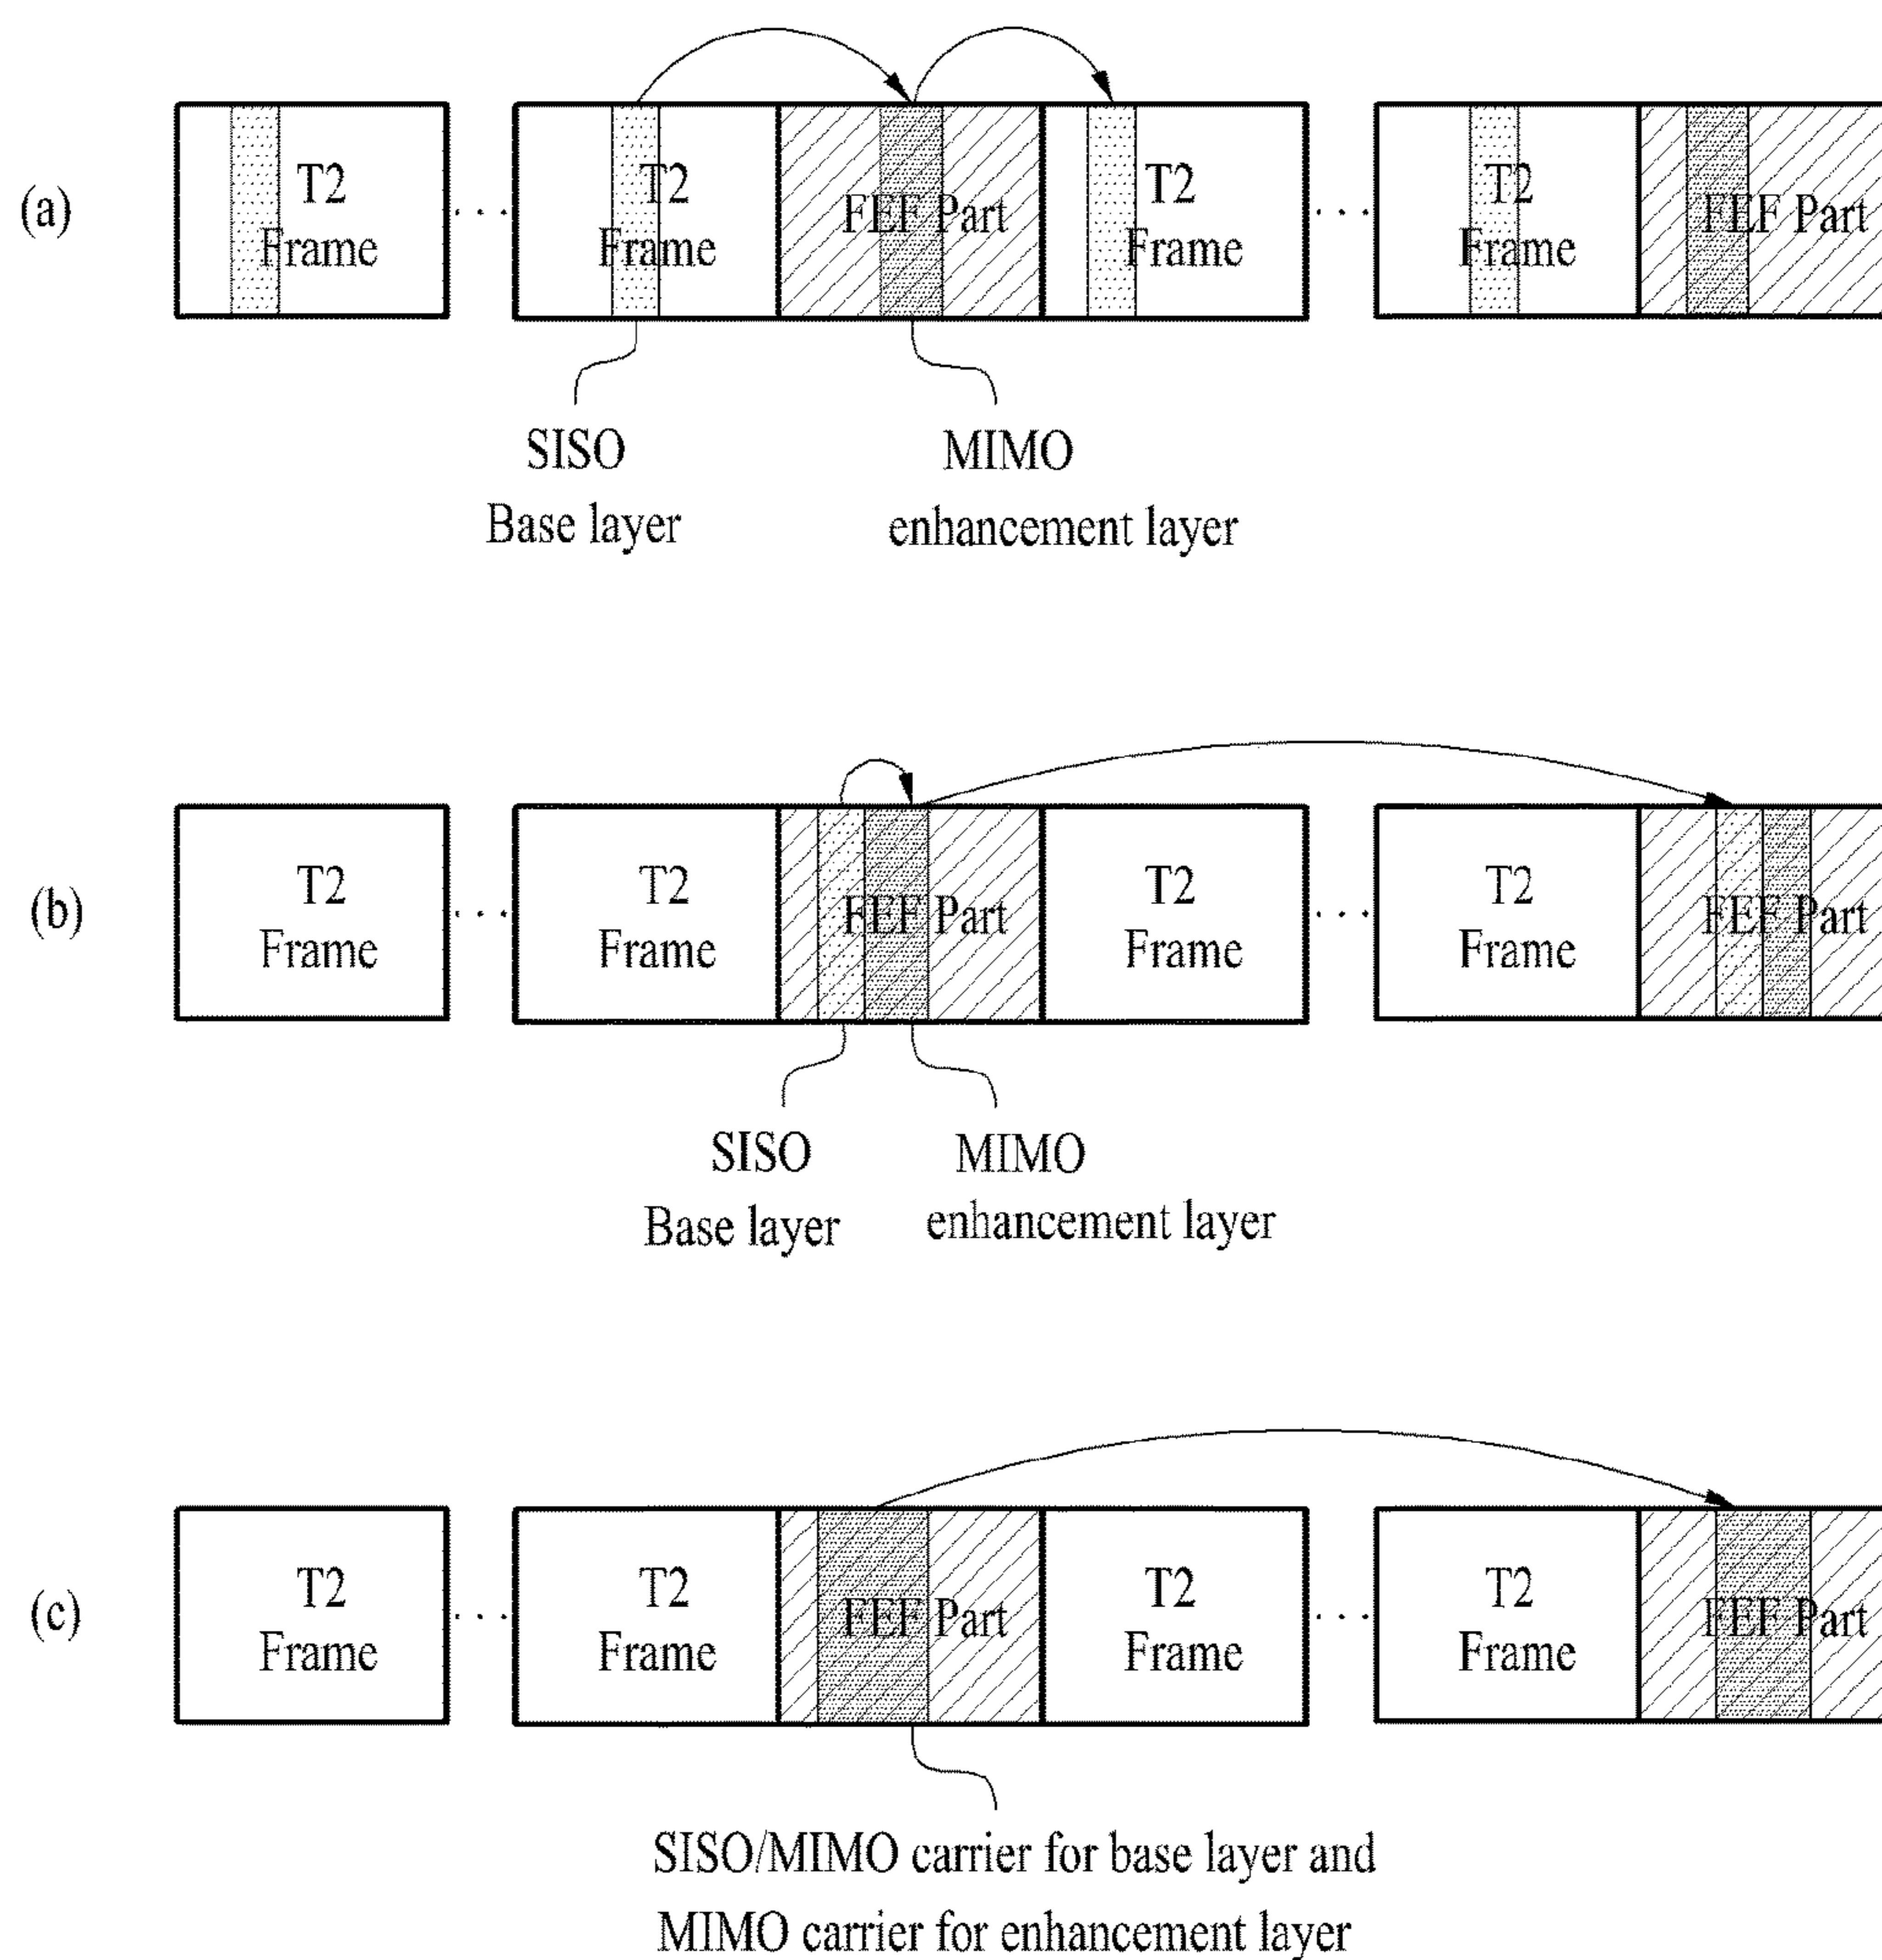 (a)
T2 Frame
. . .
T2 Frame
FEF Part
T2 Frame
. . .
T2 Frame
FEF Part
SISO
Base layer
MIMO
enhancement layer
(b)
T2 Frame
. . .
T2 Frame
FEF Part
T2 Frame
. . .
T2 Frame
FEF Part
SISO
Base layer
MIMO
enhancement layer
(c)
T2 Frame
. . .
T2 Frame
FEF Part
T2 Frame
. . .
T2 Frame
FEF Part
SISO/MIMO carrier for base layer and
MIMO carrier for enhancement layer